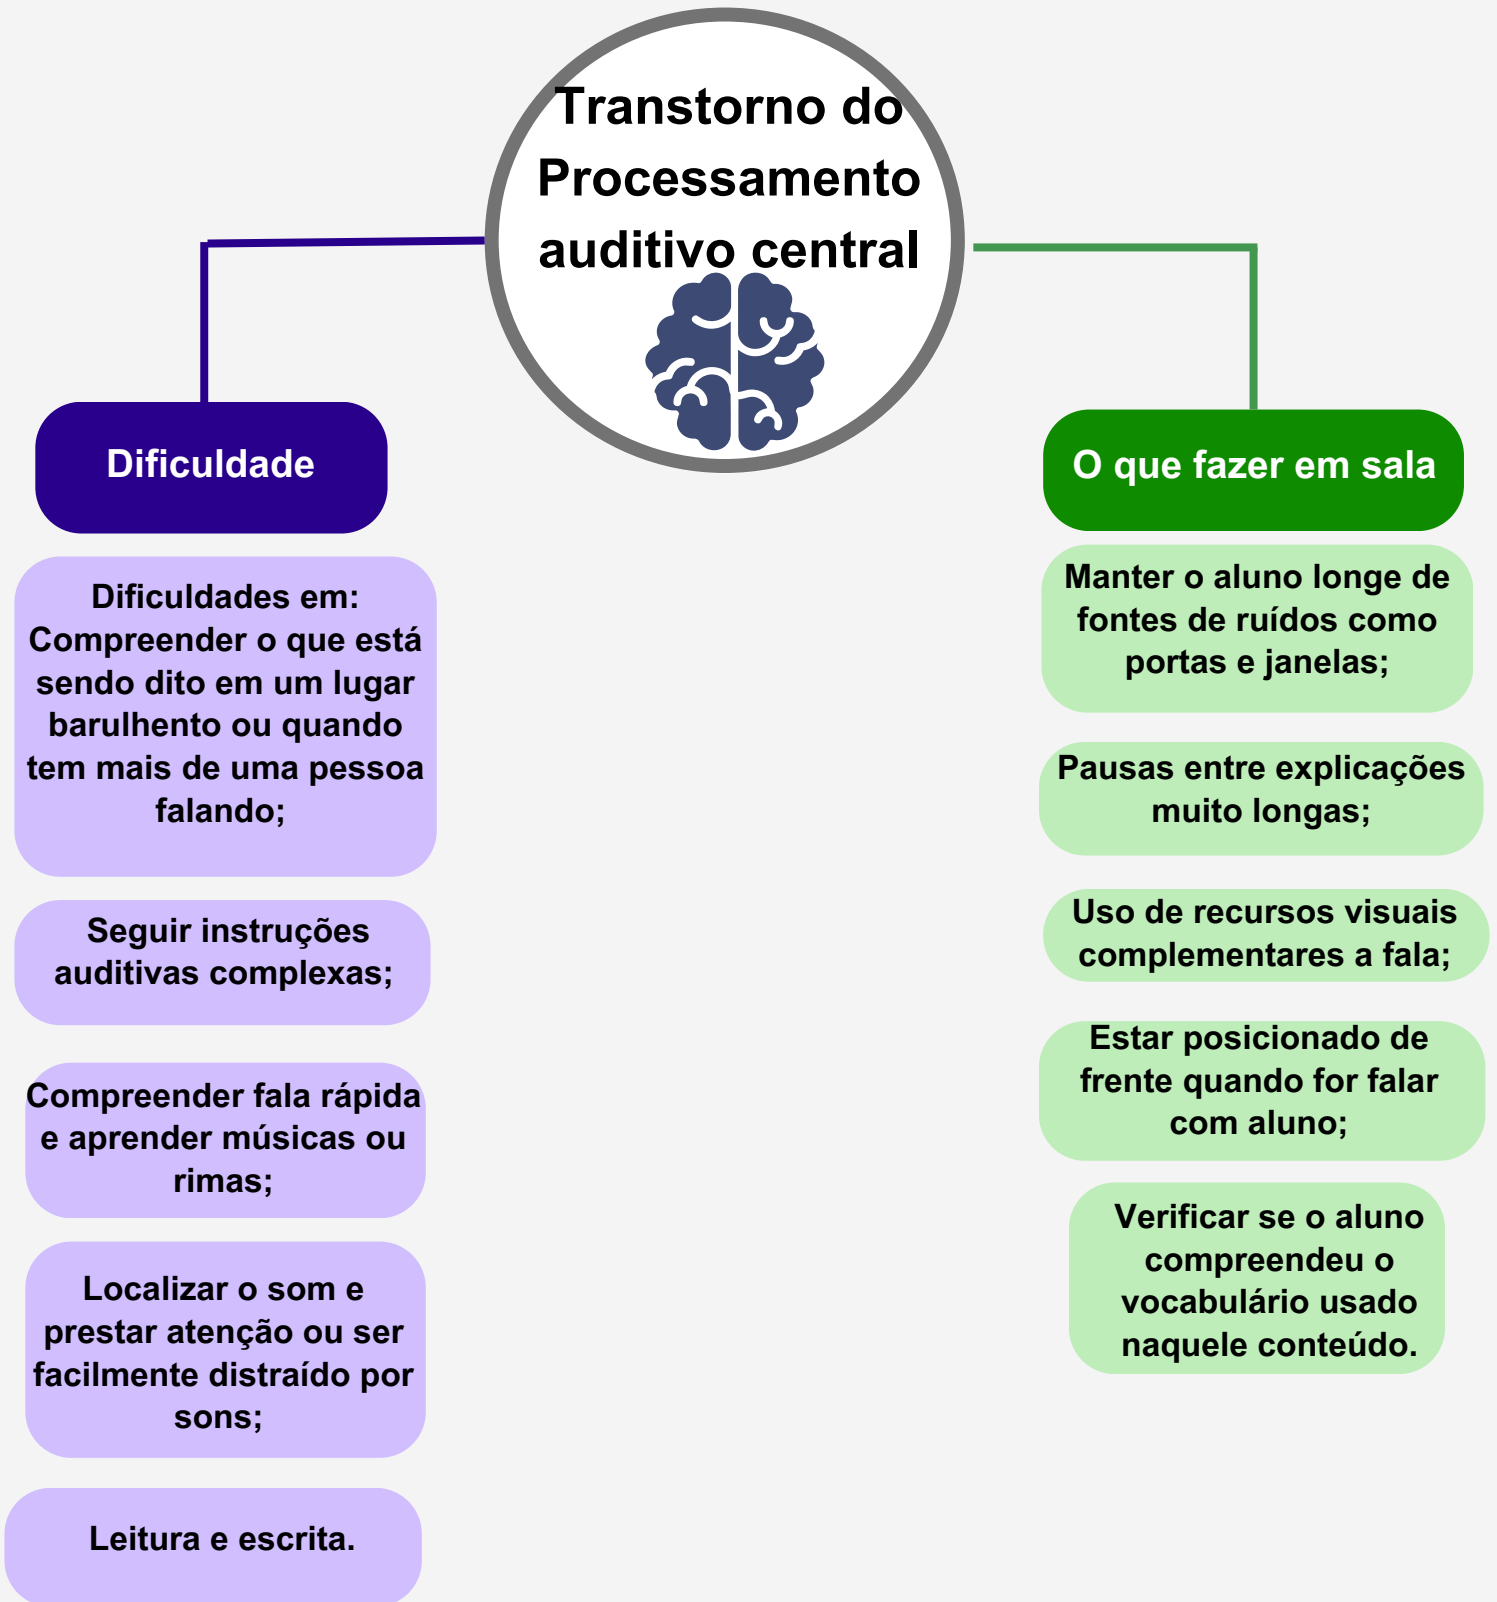 Transtorno do
Processamento
auditivo central
Dificuldade
Dificuldades em:
Compreender o que está
sendo dito em um lugar
barulhento ou quando
tem mais de uma pessoa
falando;
Seguir instruções
auditivas complexas;
Compreender fala rápida
e aprender músicas ou
rimas;
Localizar o som e
prestar atenção ou ser
facilmente distraído por
sons;
Leitura e escrita.
O que fazer em sala
Manter o aluno longe de
fontes de ruídos como
portas e janelas;
Pausas entre explicações
muito longas;
Uso de recursos visuais
complementares a fala;
Estar posicionado de
frente quando for falar
com aluno;
Verificar se o aluno
compreendeu o
vocabulário usado
naquele conteúdo.